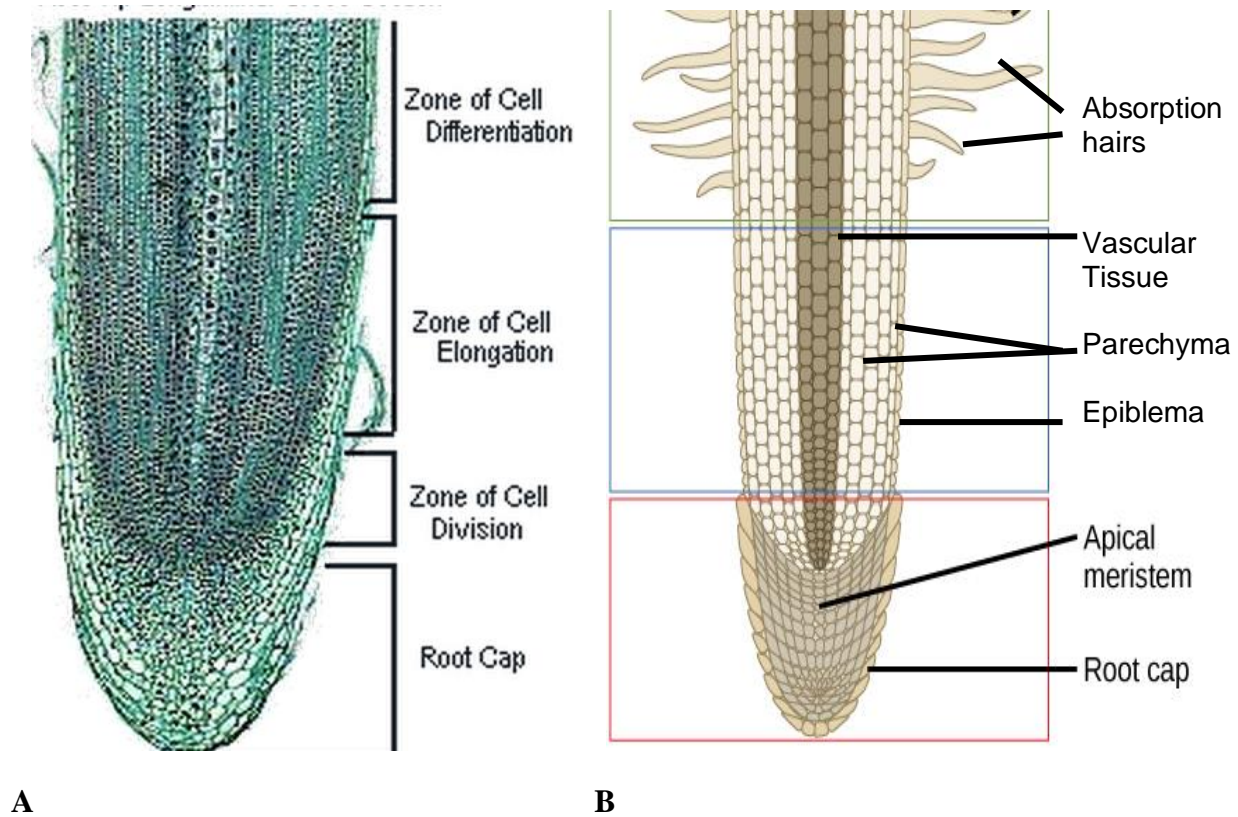 Zone of Cell
Differentiation
Zone of Cell
Elongation
Zone of Cell
Division
Root Cap
A
Absorption
hairs
Vascular
Tissue
Parechyma
Epiblema
Apical
meristem
Root cap
B